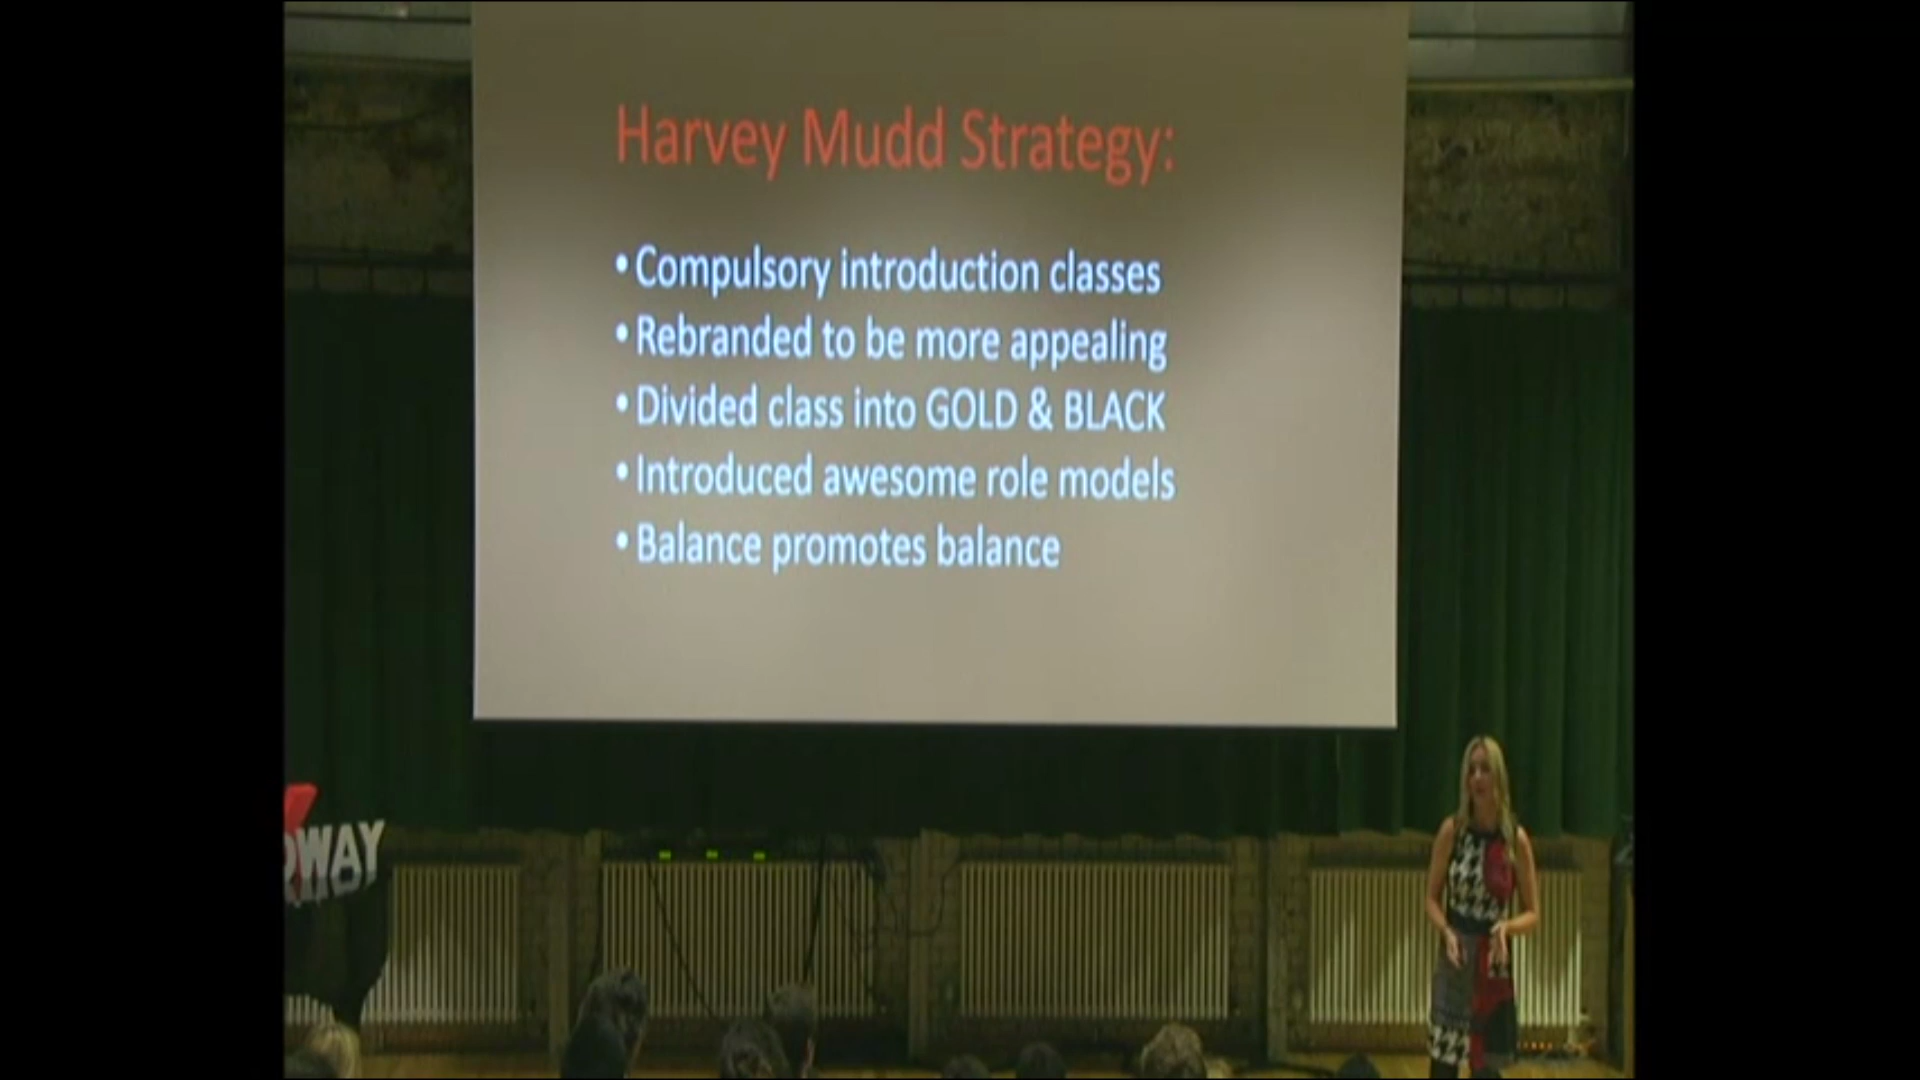 Harvey Mudd Strategy:
• Compulsory introduction classes
• Rebranded to be more appealing
• Divided class into GOLD & BLACK
• Introduced awesome role models
• Balance promotes balance